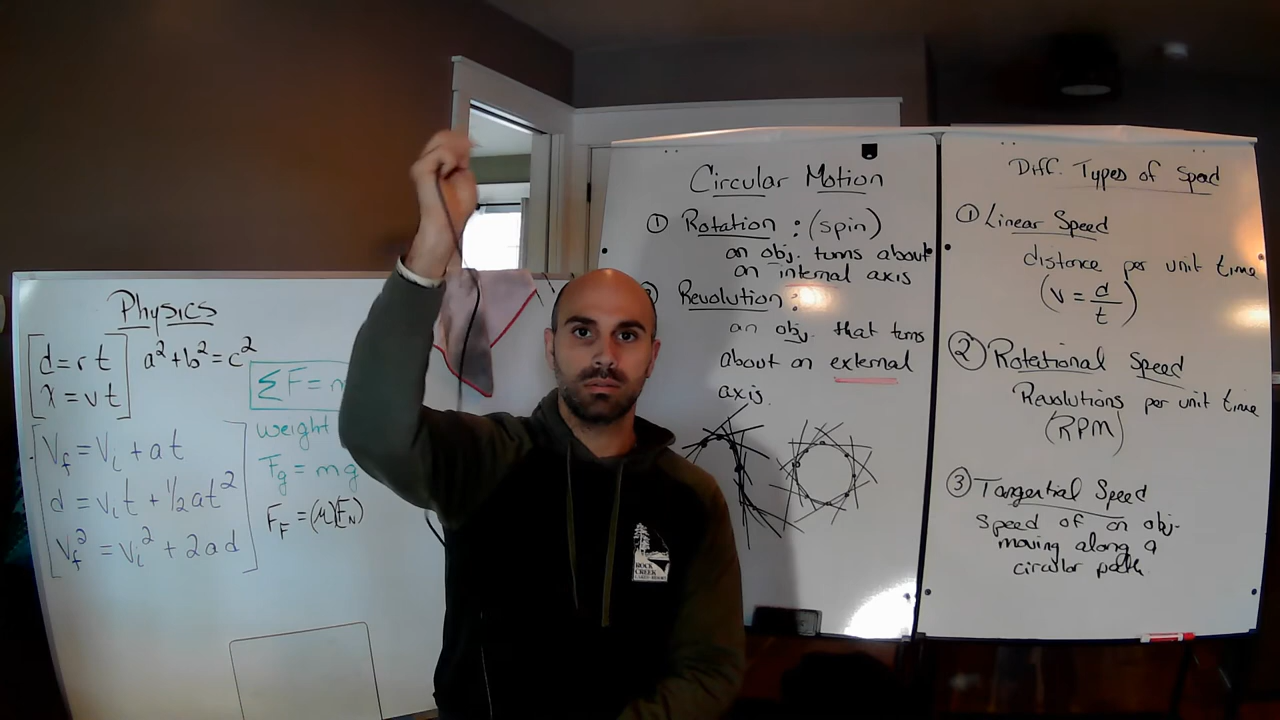 Physics
d = r t
x = v t
a² + b² = c²
V_f = V_i + at
d = v_i t + 1/2 at²
V_f² = V_i² + 2ad
ΣF =
weight
F_g = mg
F_F = (μ)(F_N)
Circular Motion
① Rotation : (spin)
an obj. turns about
an internal axis
Revolution :
an obj. that turns
about an external
axis.
Diff. Types of Speed
① Linear Speed
distance per unit time
(V = d/t)
② Rotational Speed
Revolutions per unit time
(RPM)
③ Tangential Speed
Speed of an obj.
moving along a
circular path.
ROCK
CREEK